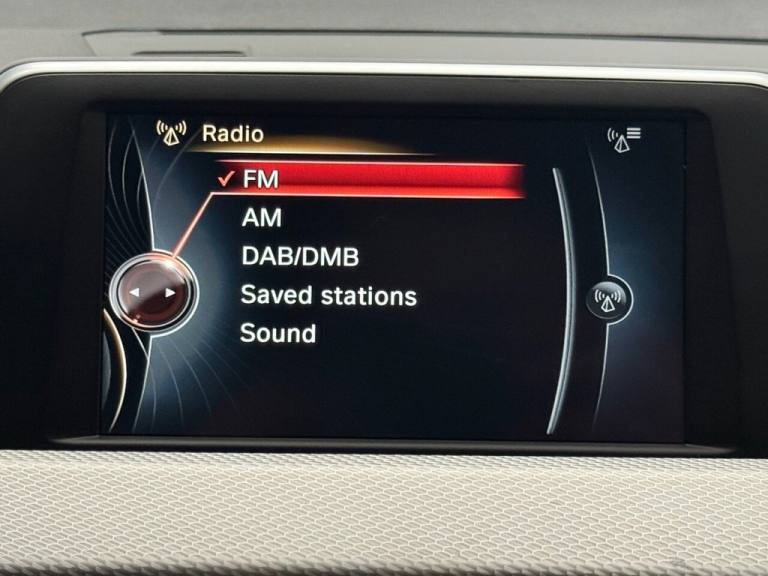 Radio
FM
AM
DAB/DMB
Saved stations
Sound